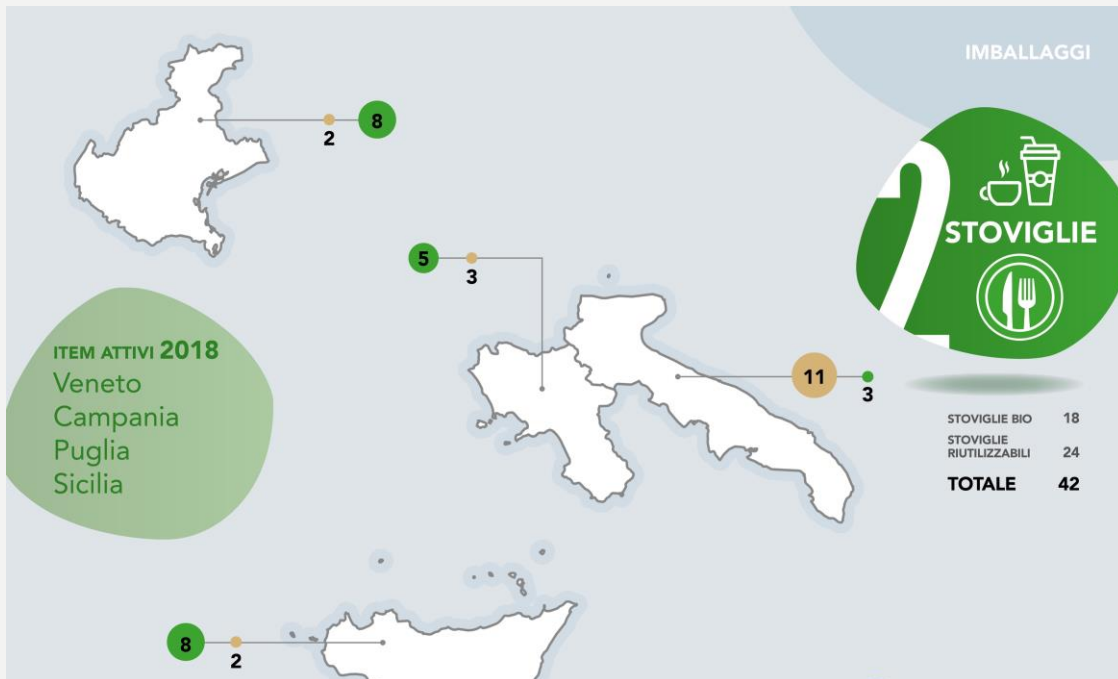 IMBALLAGGI
2
STOVIGLIE
8
2
5
3
11
3
ITEM ATTIVI 2018
Veneto
Campania
Puglia
Sicilia
STOVIGLIE BIO 18
STOVIGLIE
RIUTILIZZABILI 24
TOTALE 42
8
2